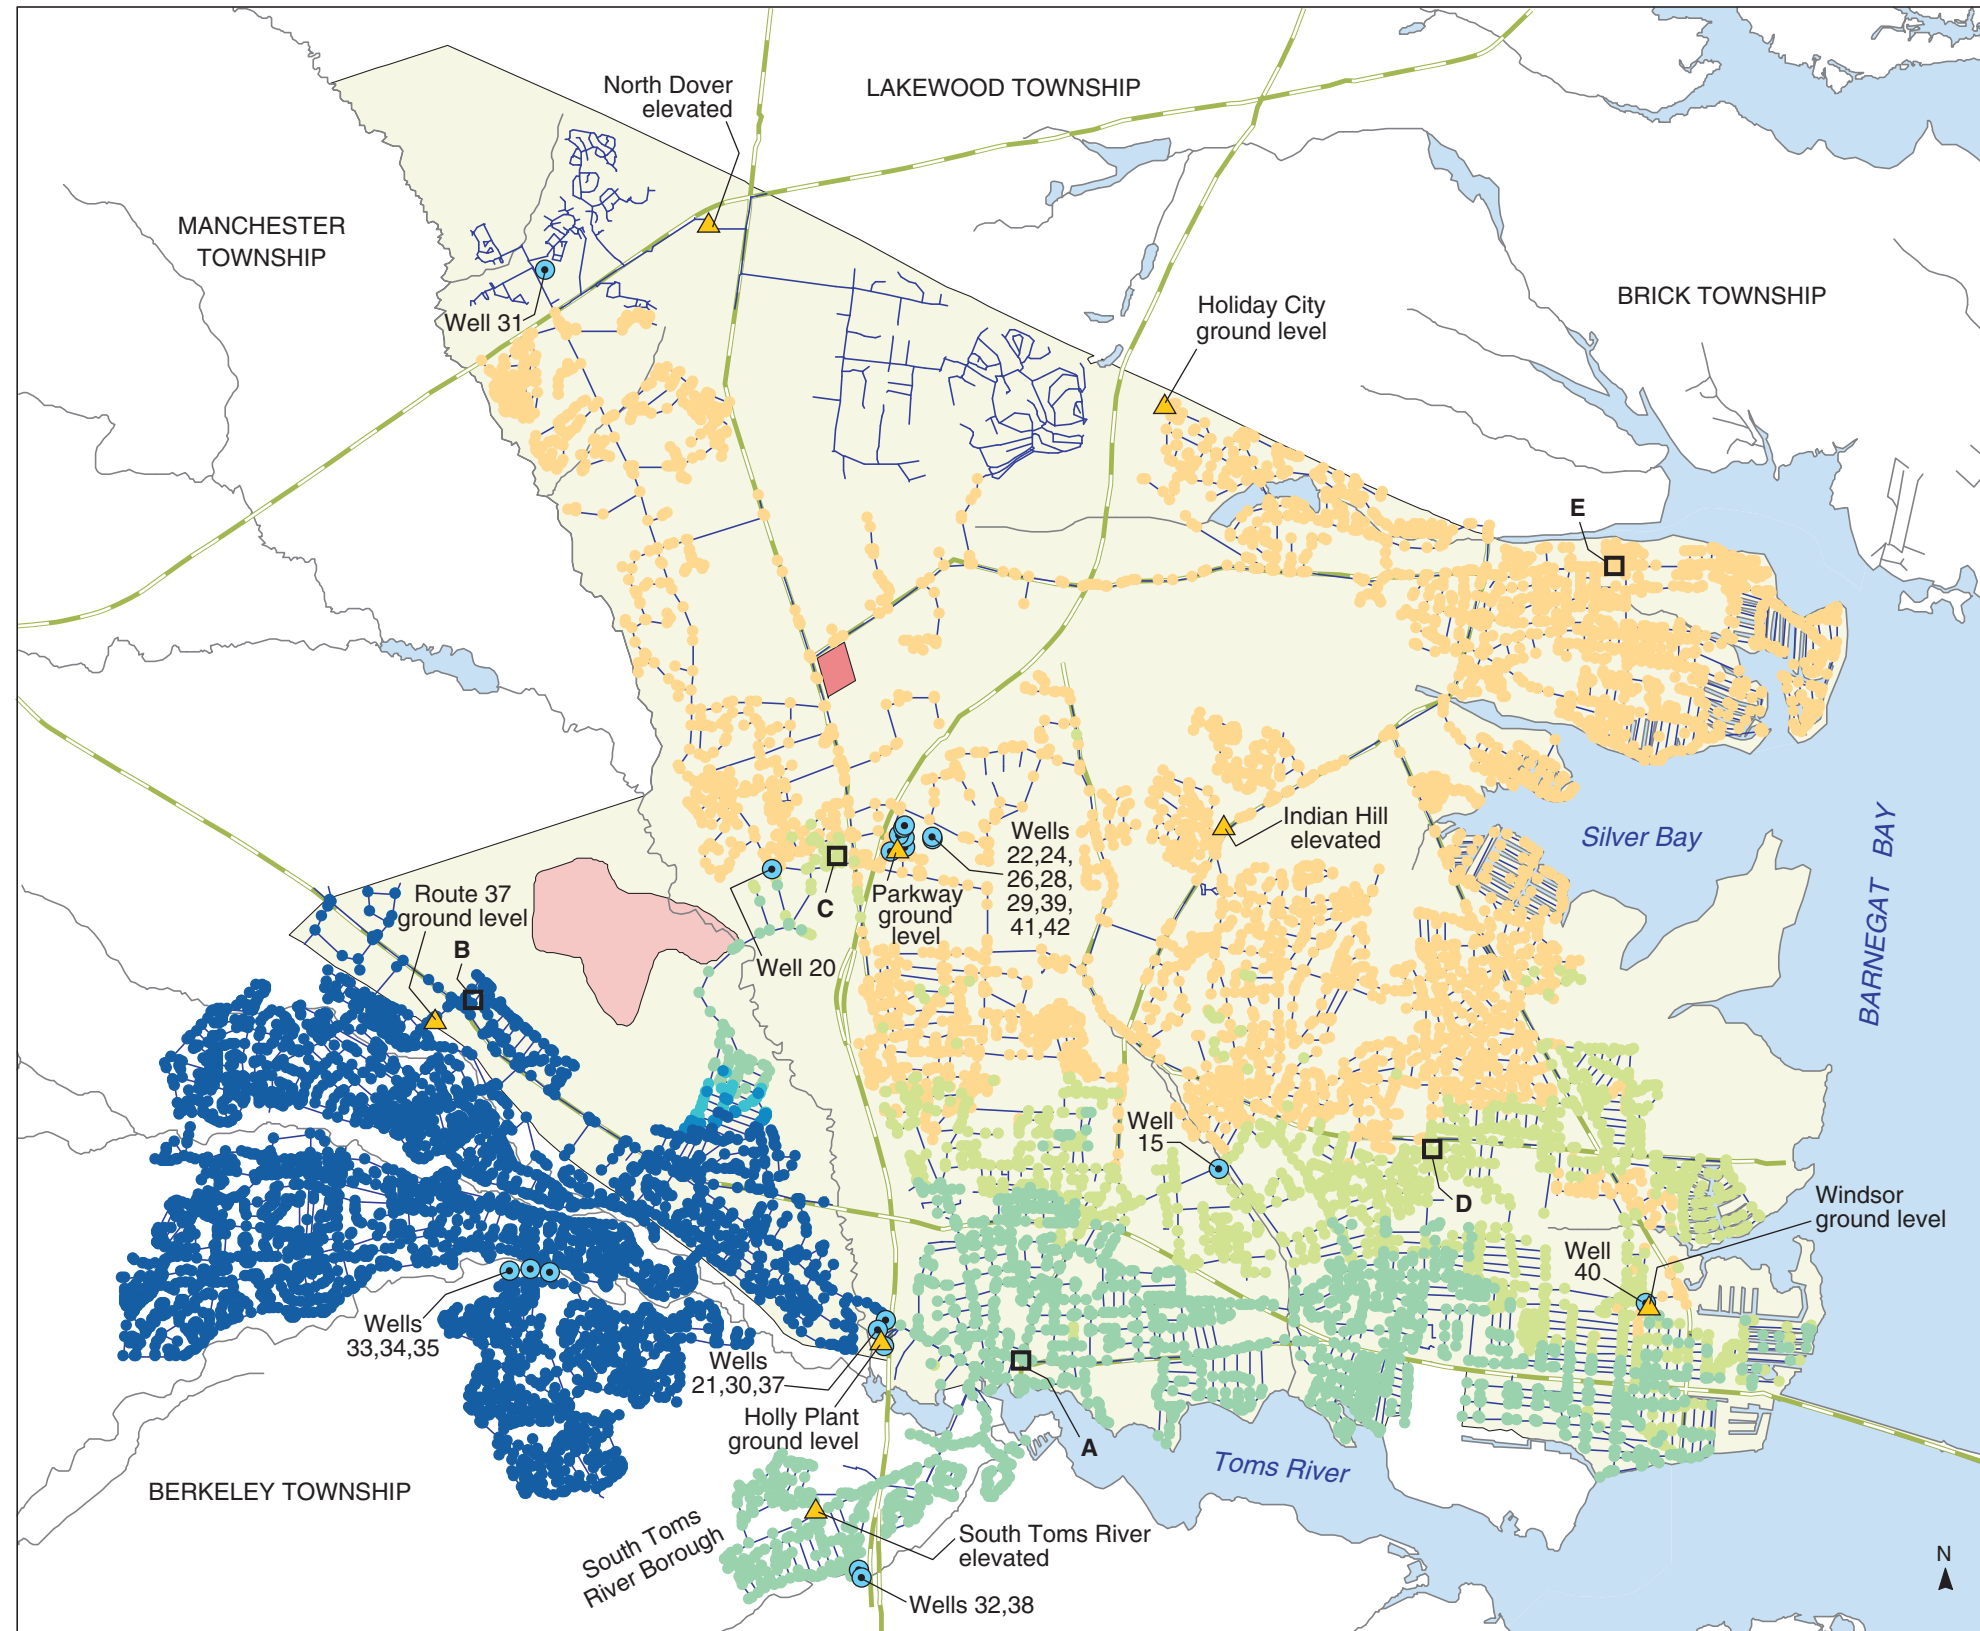 North Dover
elevated
LAKEWOOD TOWNSHIP
MANCHESTER
TOWNSHIP
Well 31
Holiday City
ground level
BRICK TOWNSHIP
E
Indian Hill
elevated
Silver Bay
BARNEGAT BAY
Wells
22,24,
26,28,
29,39,
41,42
Parkway
ground
level
C
Well 20
Route 37
ground level
B
Well
15
D
Windsor
ground level
Well
40
Wells
33,34,35
Wells
21,30,37
Holly Plant
ground level
A
Toms River
BERKELEY TOWNSHIP
South Toms
River Borough
South Toms River
elevated
Wells 32,38
N